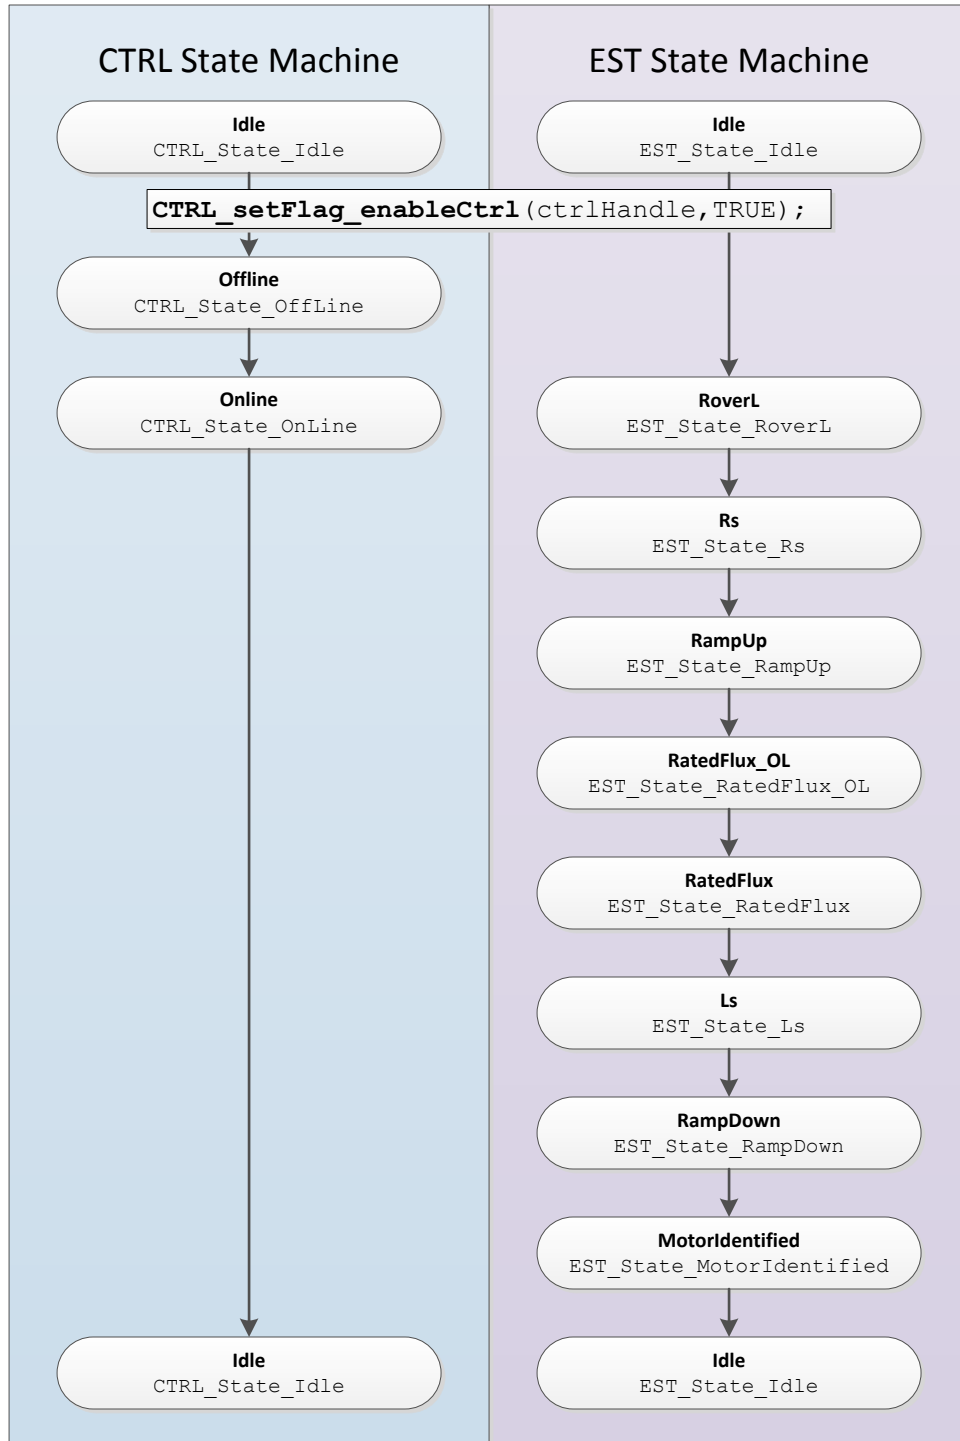 CTRL State Machine
EST State Machine
Idle
CTRL_State_Idle
Idle
EST_State_Idle
CTRL_setFlag_enableCtrl(ctrlHandle,TRUE);
Offline
CTRL_State_OffLine
Online
CTRL_State_OnLine
RoverL
EST_State_RoverL
Rs
EST_State_Rs
RampUp
EST_State_RampUp
RatedFlux_OL
EST_State_RatedFlux_OL
RatedFlux
EST_State_RatedFlux
Ls
EST_State_Ls
RampDown
EST_State_RampDown
MotorIdentified
EST_State_MotorIdentified
Idle
CTRL_State_Idle
Idle
EST_State_Idle